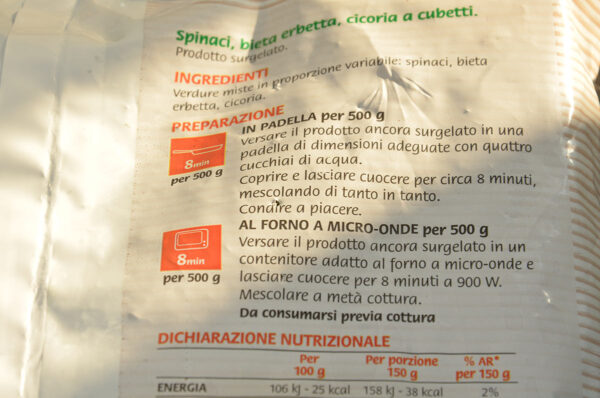 Spinaci, bieta erbetta, cicoria a cubetti.
Prodotto surgelato.
INGREDIENTI
Verdure miste in proporzione variabile: spinaci, bieta
erbetta, cicoria.
PREPARAZIONE
IN PADELLA per 500 g
Versare il prodotto ancora surgelato in una
padella di dimensioni adeguate con quattro
cucchiai di acqua.
Coprire e lasciare cuocere per circa 8 minuti,
mescolando di tanto in tanto.
Condire a piacere.
8min
per 500 g
AL FORNO A MICRO-ONDE per 500 g
Versare il prodotto ancora surgelato in un
contenitore adatto al forno a micro-onde e
lasciare cuocere per 8 minuti a 900 W.
Mescolare a metà cottura.
Da consumarsi previa cottura
8min
per 500 g
DICHIARAZIONE NUTRIZIONALE
Per 100 g
Per porzione 150 g
% AR* per 150 g
ENERGIA 106 kJ - 25 kcal 158 kJ - 38 kcal 2%